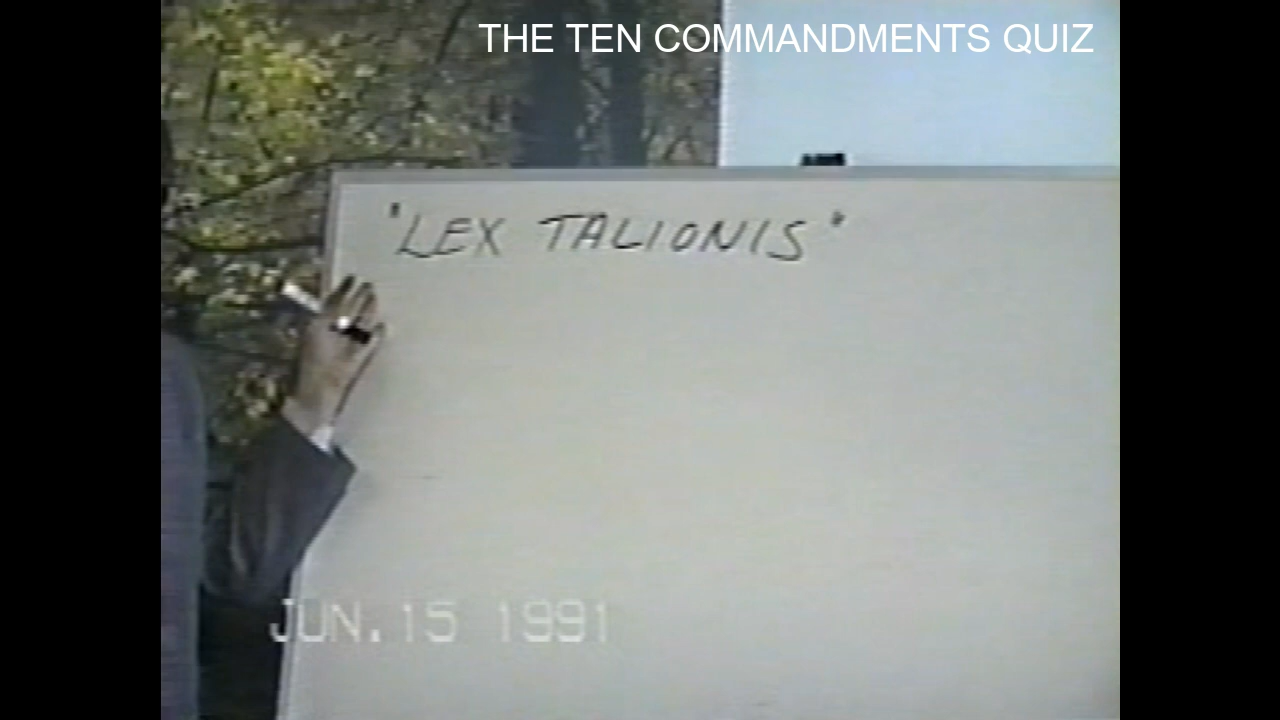 THE TEN COMMANDMENTS QUIZ
"LEX TALIONIS"
JUN. 15 1991